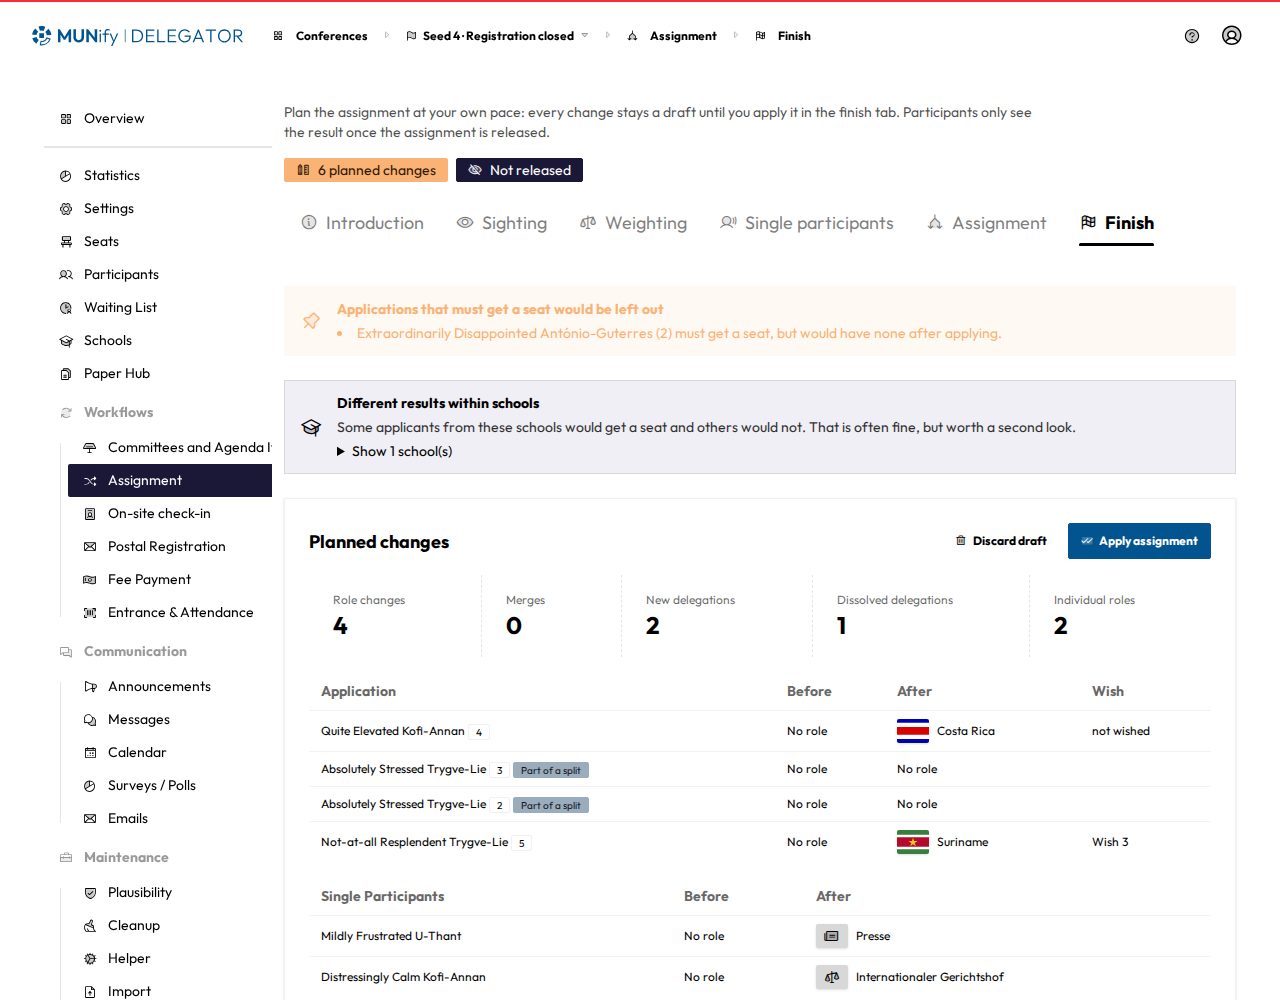 MUNify | DELEGATOR
Conferences
Seed 4 · Registration closed
Assignment
Finish
Overview
Statistics
Settings
Seats
Participants
Waiting List
Schools
Paper Hub
Workflows
Committees and Agenda I
Assignment
On-site check-in
Postal Registration
Fee Payment
Entrance & Attendance
Communication
Announcements
Messages
Calendar
Surveys / Polls
Emails
Maintenance
Plausibility
Cleanup
Helper
Import
Plan the assignment at your own pace: every change stays a draft until you apply it in the finish tab. Participants only see
the result once the assignment is released.
6 planned changes
Not released
Introduction
Sighting
Weighting
Single participants
Assignment
Finish
Applications that must get a seat would be left out
• Extraordinarily Disappointed António-Guterres (2) must get a seat, but would have none after applying.
Different results within schools
Some applicants from these schools would get a seat and others would not. That is often fine, but worth a second look.
Show 1 school(s)
Planned changes
Discard draft
Apply assignment
Role changes
4
Merges
0
New delegations
2
Dissolved delegations
1
Individual roles
2
Application Before After Wish
Quite Elevated Kofi-Annan 4 No role Costa Rica not wished
Absolutely Stressed Trygve-Lie 3 Part of a split No role No role
Absolutely Stressed Trygve-Lie 2 Part of a split No role No role
Not-at-all Resplendent Trygve-Lie 5 No role Suriname Wish 3
Single Participants Before After
Mildly Frustrated U-Thant No role Presse
Distressingly Calm Kofi-Annan No role Internationaler Gerichtshof